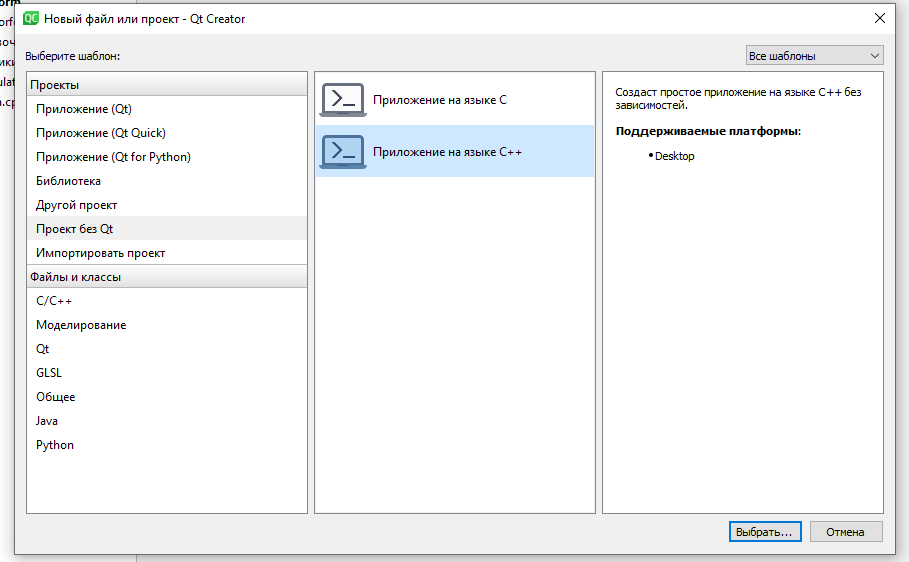 Новый файл или проект - Qt Creator
Выберите шаблон:
Все шаблоны
Проекты
Приложение (Qt)
Приложение (Qt Quick)
Приложение (Qt for Python)
Библиотека
Другой проект
Проект без Qt
Импортировать проект
Файлы и классы
C/C++
Моделирование
Qt
GLSL
Общее
Java
Python
Приложение на языке C
Приложение на языке C++
Создаст простое приложение на языке C++ без
зависимостей.
Поддерживаемые платформы:
• Desktop
Выбрать...
Отмена